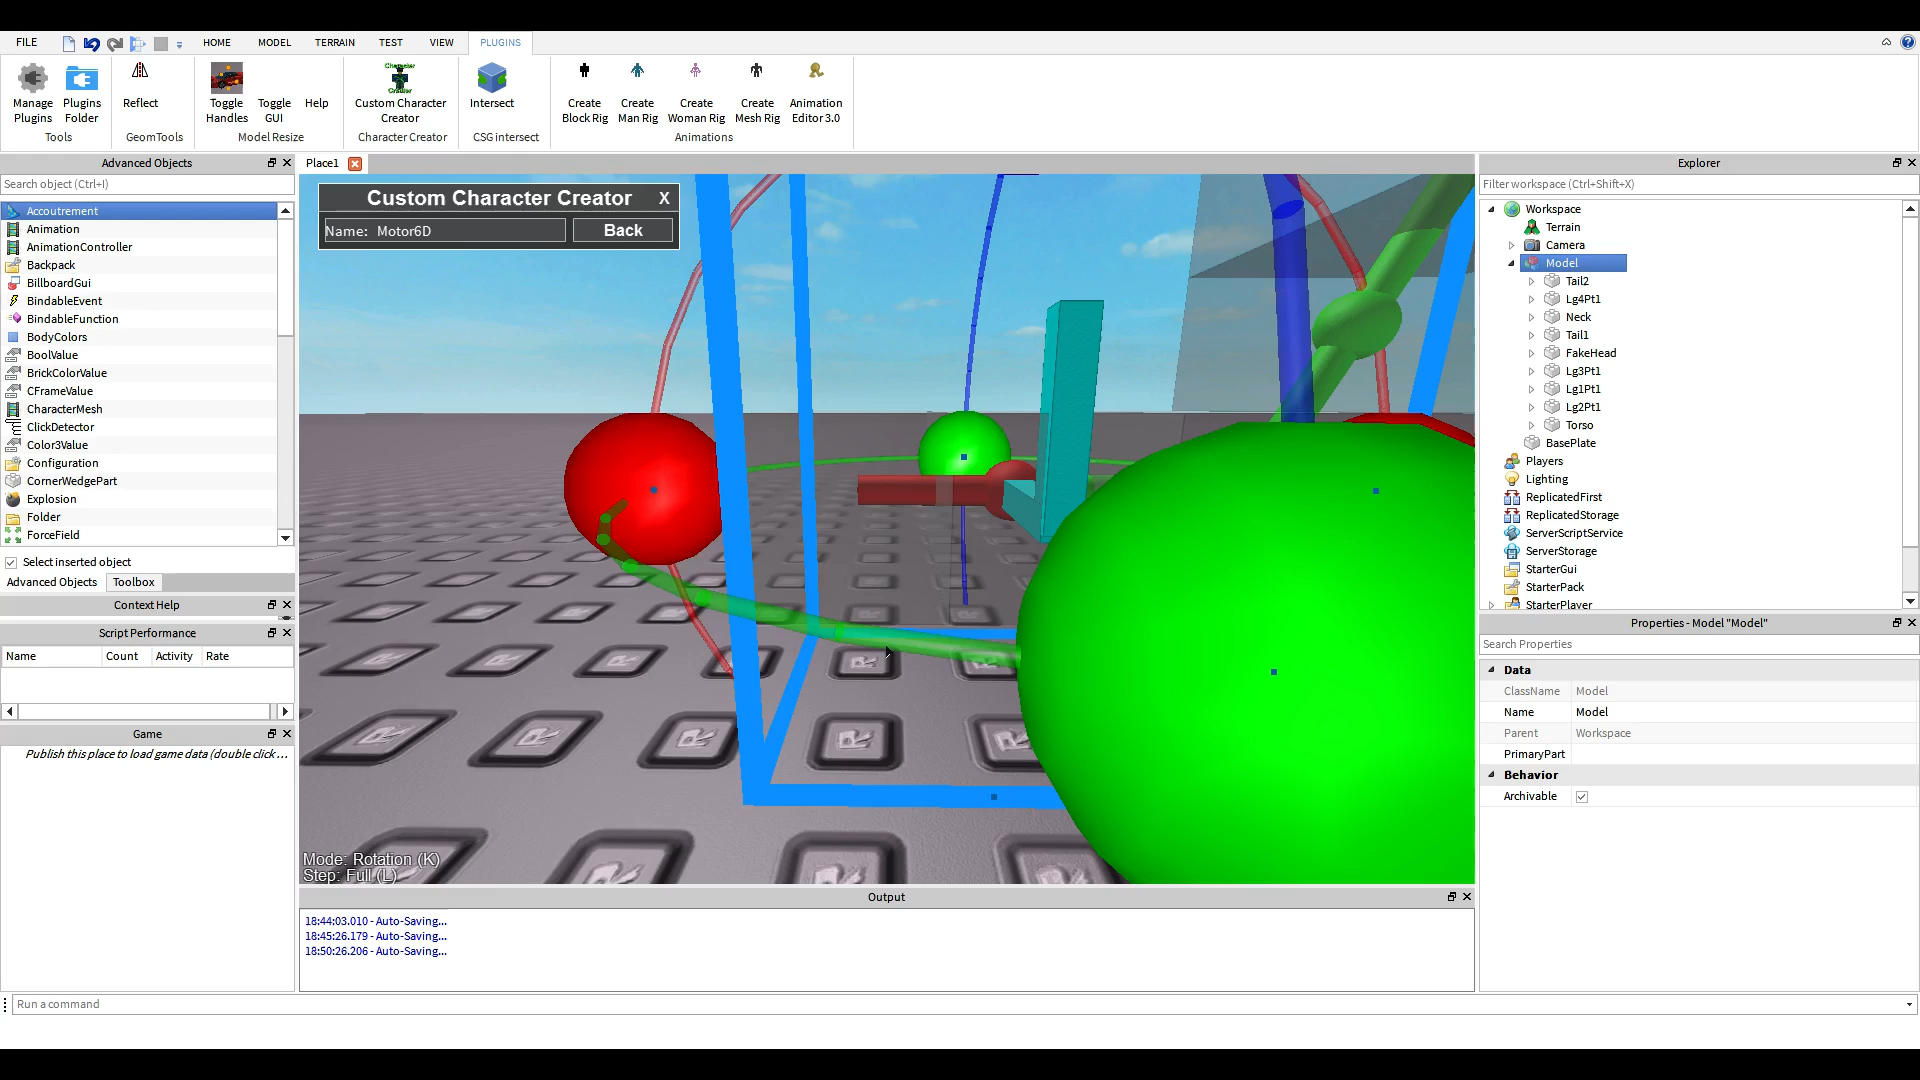 FILE
HOME
MODEL
TERRAIN
TEST
VIEW
PLUGINS
Manage Plugins
Plugins Folder
Tools
Reflect
GeomTools
Toggle Handles
Toggle GUI
Help
Model Resize
Custom Character Creator
Character Creator
Intersect
CSG intersect
Create Block Rig
Create Man Rig
Create Woman Rig
Create Mesh Rig
Animation Editor 3.0
Animations
Advanced Objects
Search object (Ctrl+I)
Accoutrement
Animation
AnimationController
Backpack
BillboardGui
BindableEvent
BindableFunction
BodyColors
BoolValue
BrickColorValue
CFrameValue
CharacterMesh
ClickDetector
Color3Value
Configuration
CornerWedgePart
Explosion
Folder
ForceField
Select inserted object
Advanced Objects
Toolbox
Context Help
Script Performance
Name Count Activity Rate
Game
Publish this place to load game data (double click ...
Place1
Custom Character Creator X
Name: Motor6D
Back
Mode: Rotation (K)
Step: Full (L)
Output
18:44:03.010 - Auto-Saving...
18:45:26.179 - Auto-Saving...
18:50:26.206 - Auto-Saving...
Run a command
Explorer
Filter workspace (Ctrl+Shift+X)
Workspace
Terrain
Camera
Model
Tail2
Lg4Pt1
Neck
Tail1
FakeHead
Lg3Pt1
Lg1Pt1
Lg2Pt1
Torso
BasePlate
Players
Lighting
ReplicatedFirst
ReplicatedStorage
ServerScriptService
ServerStorage
StarterGui
StarterPack
StarterPlayer
Properties - Model "Model"
Search Properties
Data
ClassName Model
Name Model
Parent Workspace
PrimaryPart
Behavior
Archivable